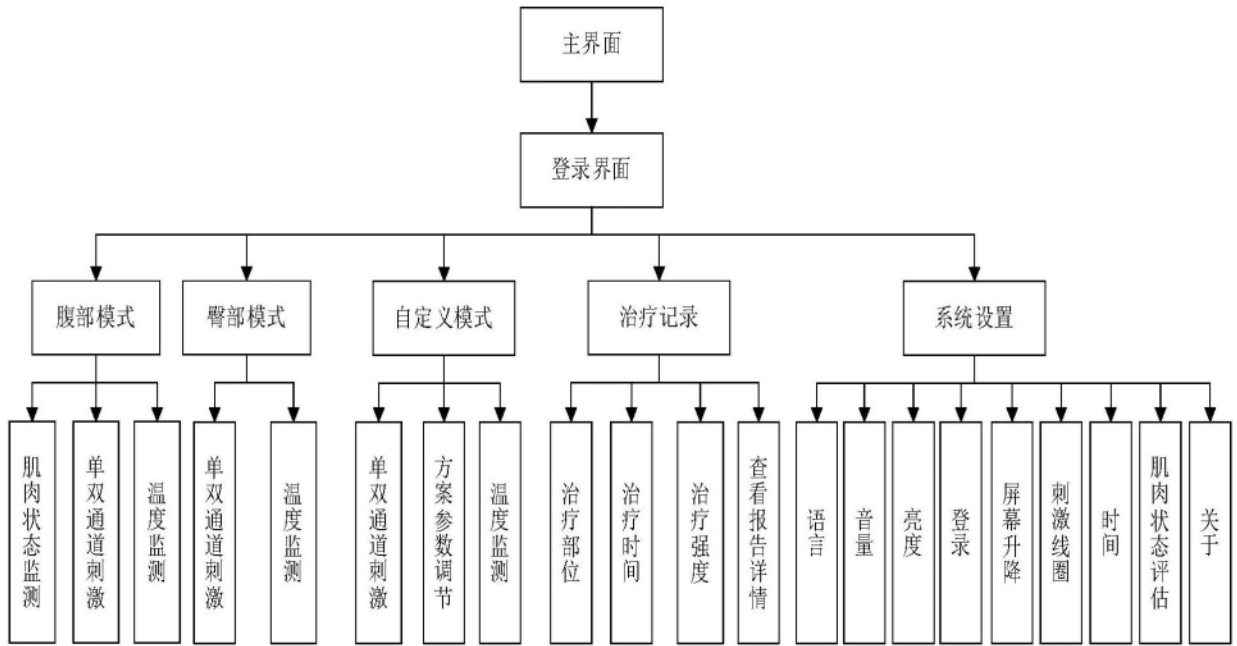 主界面
登录界面
腹部模式
臀部模式
自定义模式
治疗记录
系统设置
肌肉状态监测
单双通道刺激
温度监测
单双通道刺激
温度监测
单双通道刺激
方案参数调节
温度监测
治疗部位
治疗时间
治疗强度
查看报告详情
语言
音量
亮度
登录
屏幕升降
刺激线圈
时间
肌肉状态评估
关于